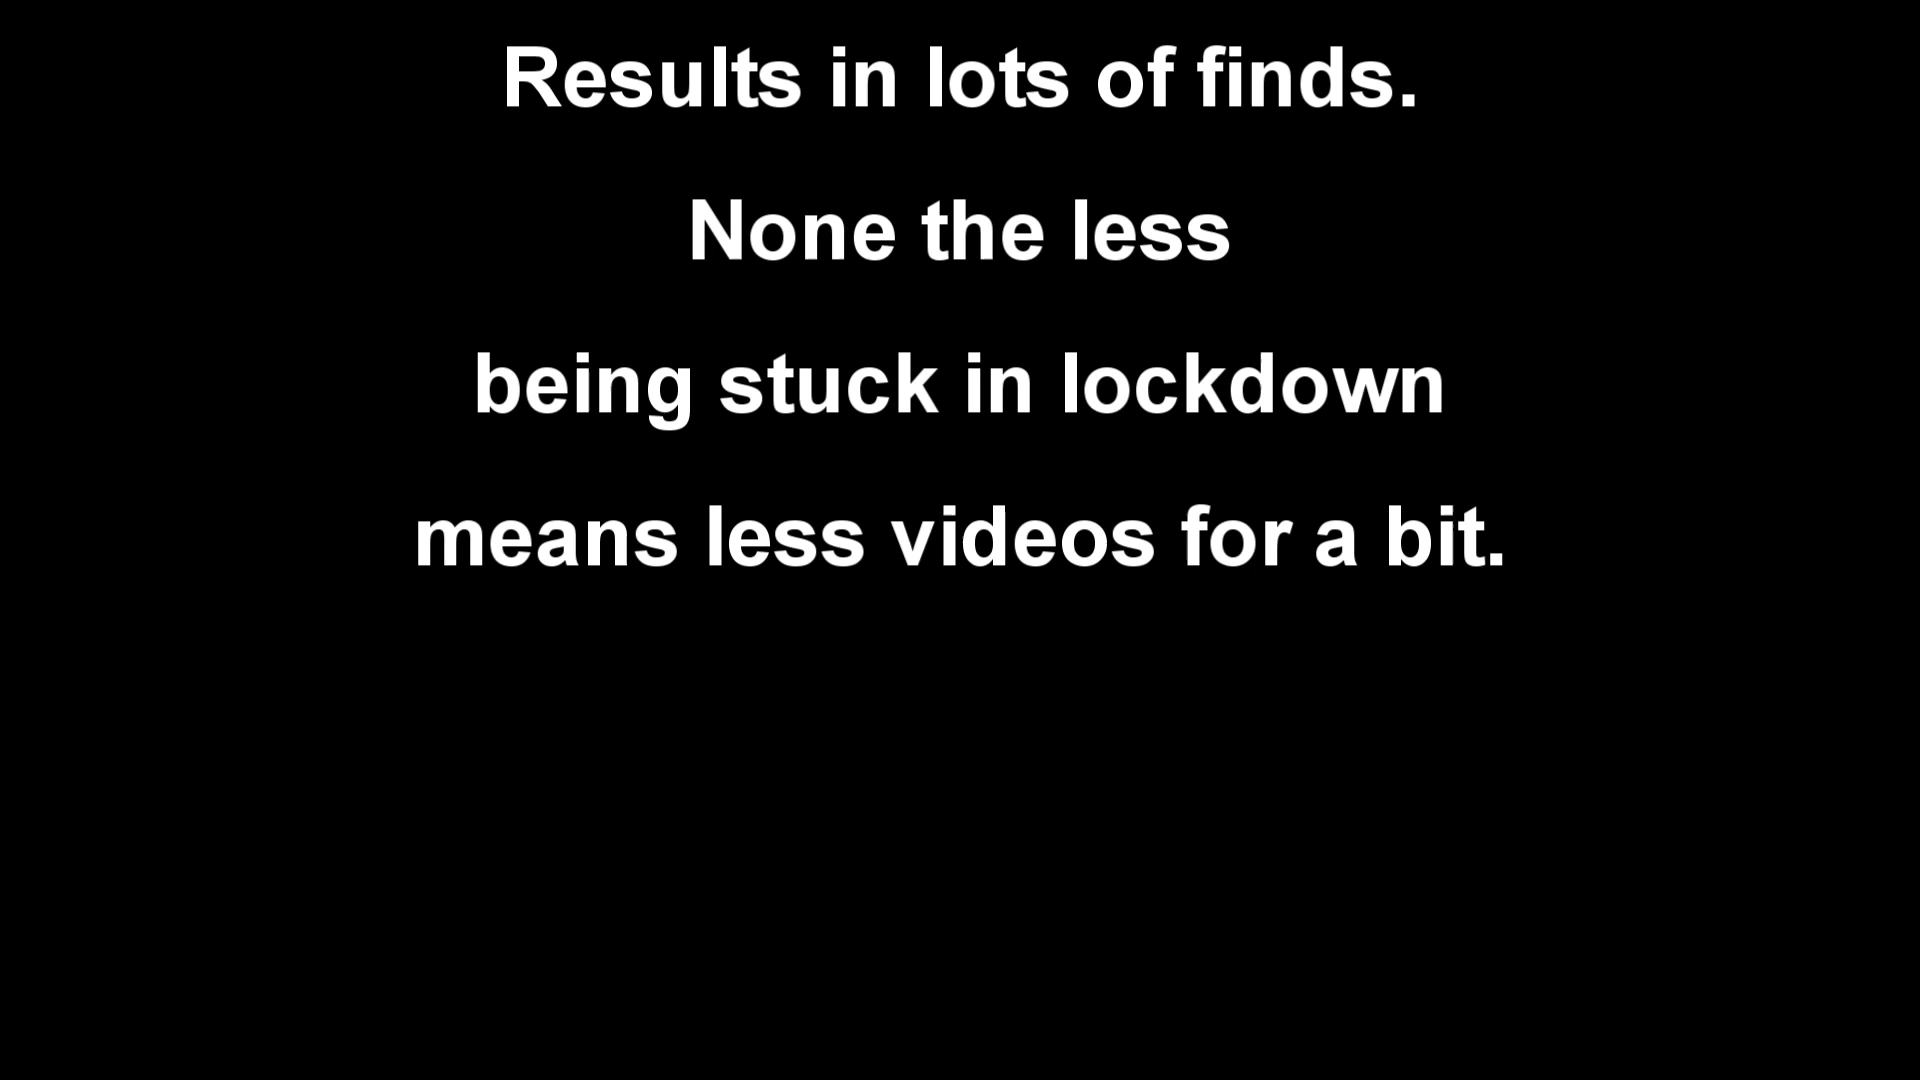 Results in lots of finds.
None the less
being stuck in lockdown
means less videos for a bit.